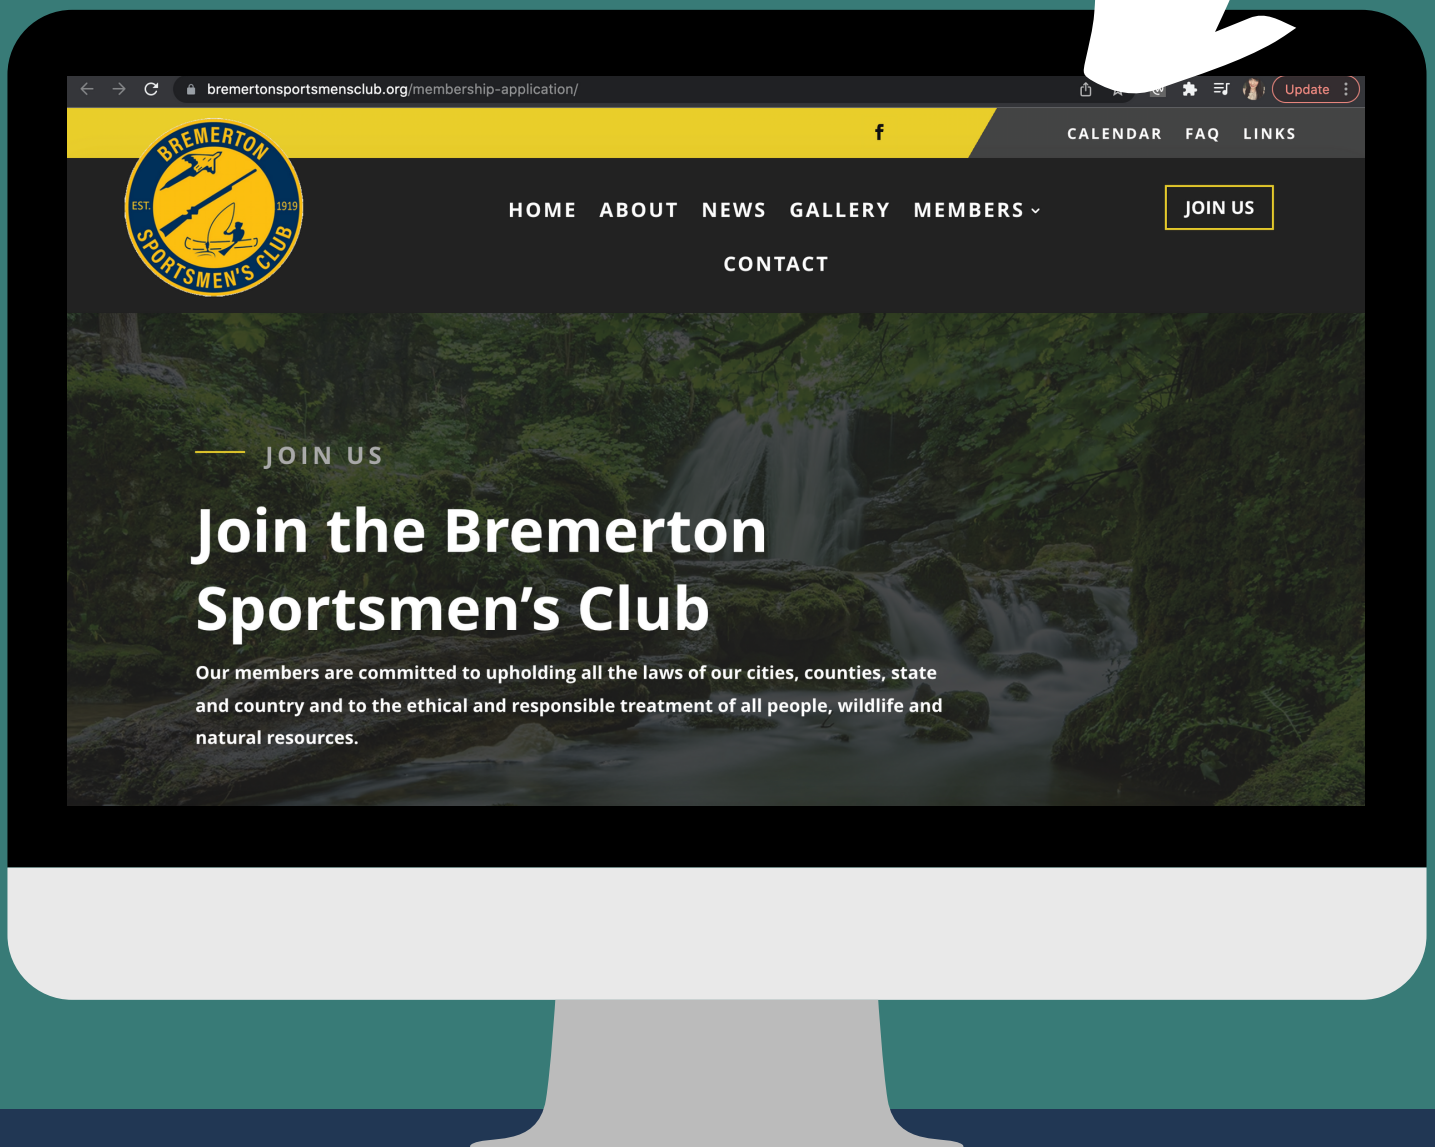 bremertonsportsmensclub.org/membership-application/
Update
CALENDAR FAQ LINKS
BREMERTON
EST. 1919
SPORTSMEN'S CLUB
HOME ABOUT NEWS GALLERY MEMBERS
CONTACT
JOIN US
JOIN US
Join the Bremerton
Sportsmen’s Club
Our members are committed to upholding all the laws of our cities, counties, state
and country and to the ethical and responsible treatment of all people, wildlife and
natural resources.